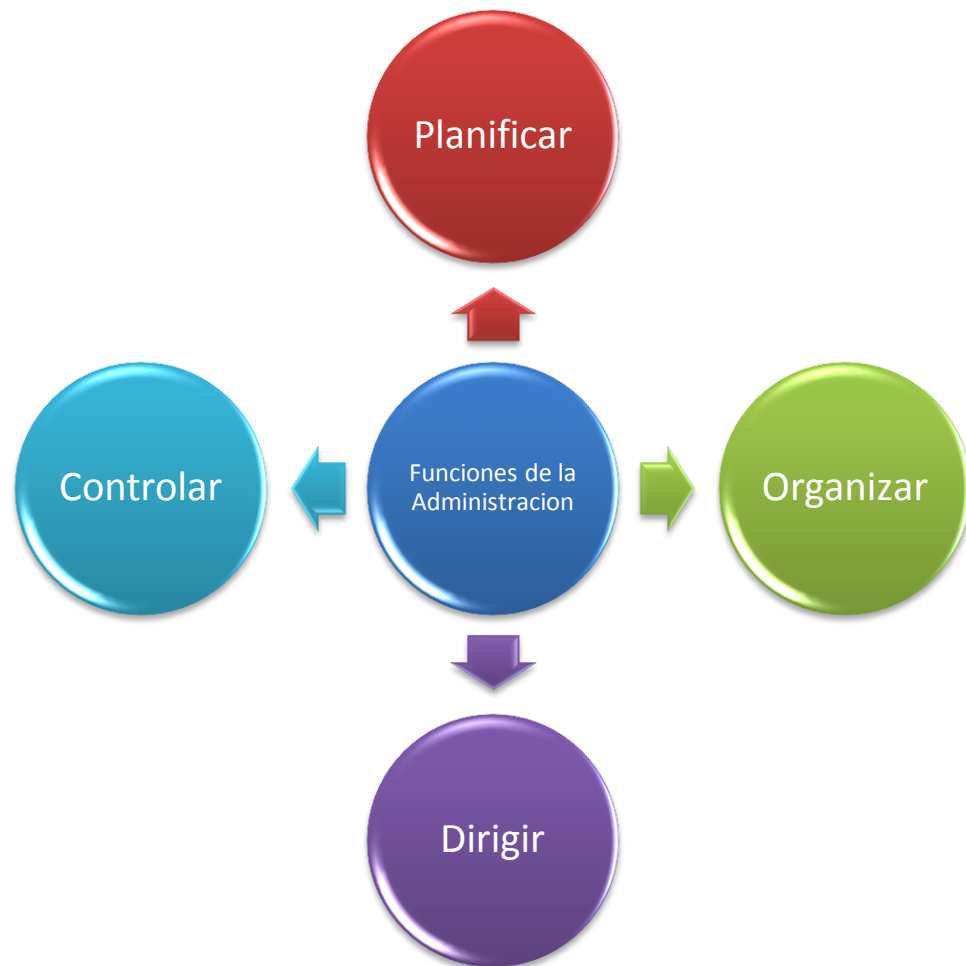 Planificar
Controlar
Funciones de la
Administracion
Organizar
Dirigir